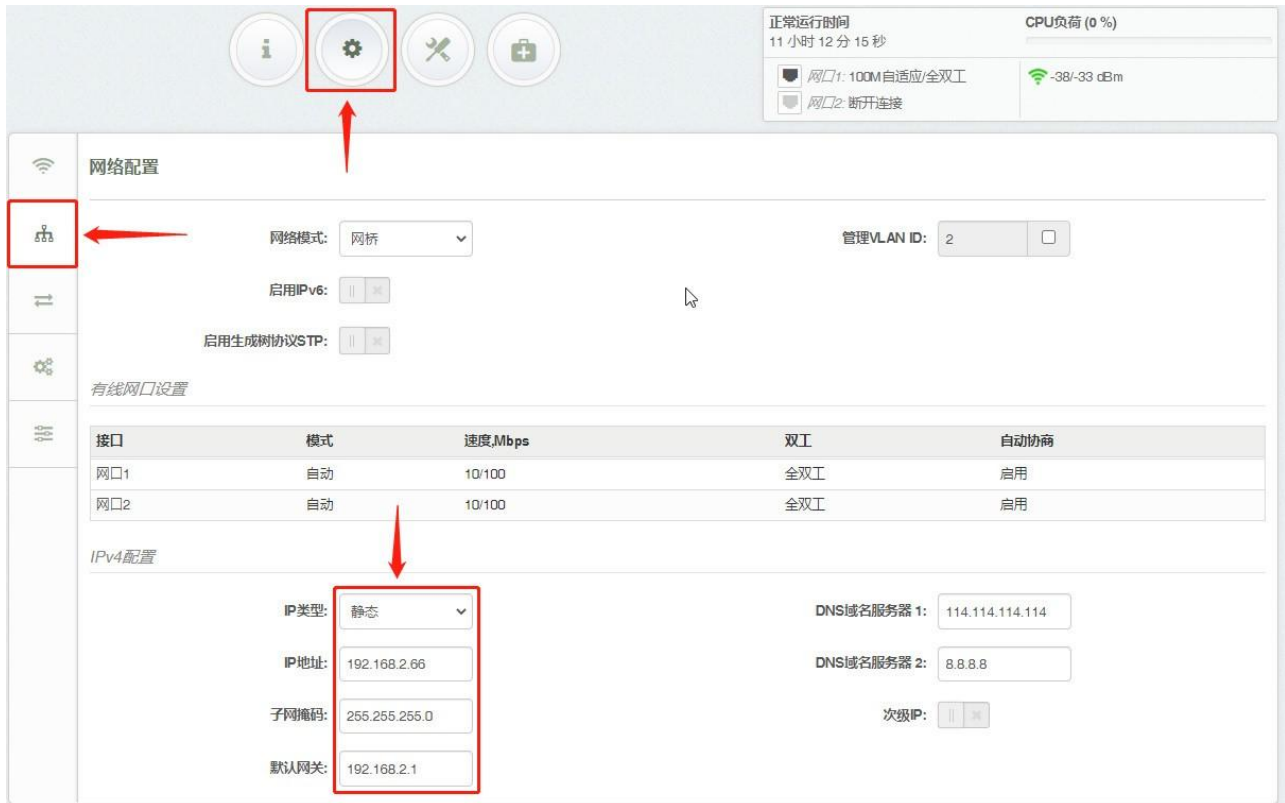 正常运行时间
11 小时 12 分 15 秒
CPU负荷 (0 %)
网口1: 100M自适应/全双工
网口2: 断开连接
-38/-33 dBm
网络配置
网络模式: 网桥
管理VLAN ID: 2
启用IPv6:
启用生成树协议STP:
有线网口设置
接口 模式 速度,Mbps 双工 自动协商
网口1 自动 10/100 全双工 启用
网口2 自动 10/100 全双工 启用
IPv4配置
IP类型: 静态
DNS域名服务器 1: 114.114.114.114
IP地址: 192.168.2.66
DNS域名服务器 2: 8.8.8.8
子网掩码: 255.255.255.0
次级IP:
默认网关: 192.168.2.1